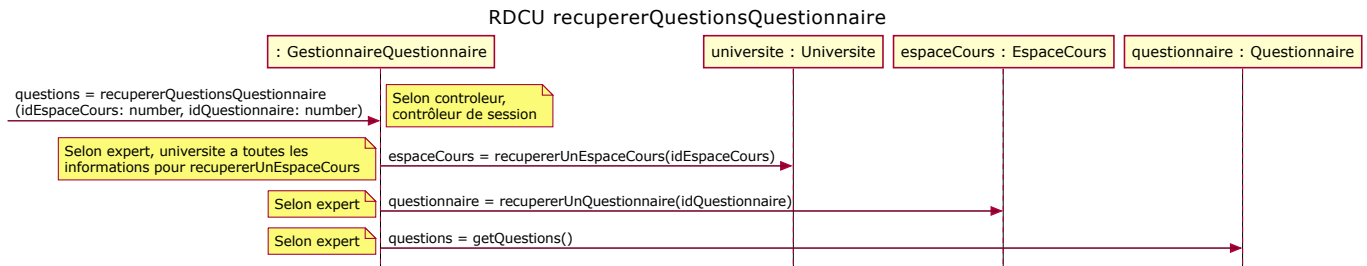 RDCU recupererQuestionsQuestionnaire
: GestionnaireQuestionnaire
universite : Universite
espaceCours : EspaceCours
questionnaire : Questionnaire
questions = recupererQuestionsQuestionnaire
(idEspaceCours: number, idQuestionnaire: number)
Selon controleur,
contrôleur de session
Selon expert, universite a toutes les
informations pour recupererUnEspaceCours
espaceCours = recupererUnEspaceCours(idEspaceCours)
Selon expert
questionnaire = recupererUnQuestionnaire(idQuestionnaire)
Selon expert
questions = getQuestions()